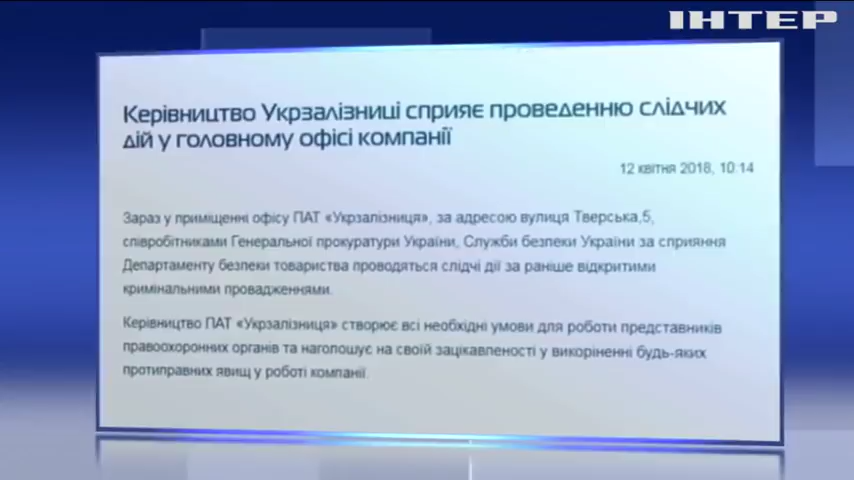 ІНТЕР
Керівництво Укрзалізниці сприяє проведенню слідчих
дій у головному офісі компанії
12 квітня 2018, 10:14
Зараз у приміщенні офісу ПАТ «Укрзалізниця», за адресою вулиця Тверська,5,
співробітниками Генеральної прокуратури України, Служби безпеки України за сприяння
Департаменту безпеки товариства проводяться слідчі дії за раніше відкритими
кримінальними провадженнями.
Керівництво ПАТ «Укрзалізниця» створює всі необхідні умови для роботи представників
правоохоронних органів та наголошує на своїй зацікавленості у викоріненні будь-яких
протиправних явищ у роботі компанії.